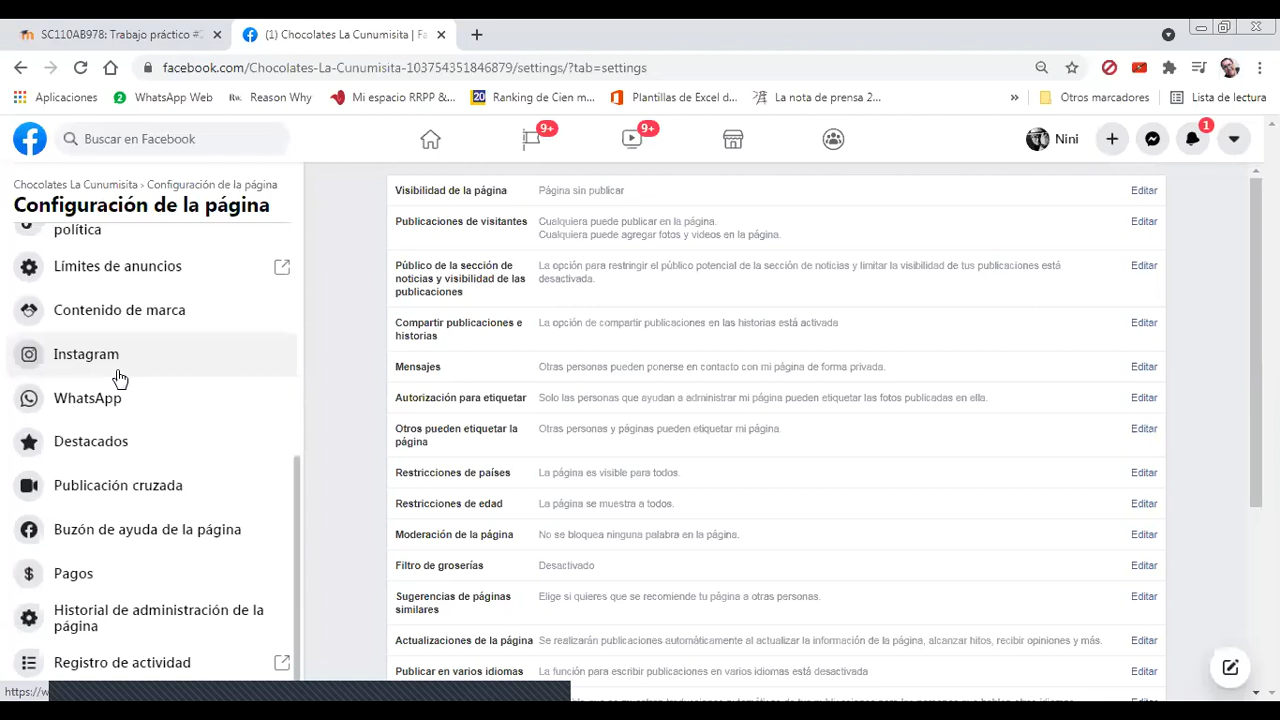 SC110AB978: Trabajo práctico #
(1) Chocolates La Cunumisita | Fa
facebook.com/Chocolates-La-Cunumisita-103754351846879/settings/?tab=settings
Aplicaciones
WhatsApp Web
Reason Why
Mi espacio RRPP &...
Ranking de Cien m...
Plantillas de Excel d...
La nota de prensa 2...
»
Otros marcadores
Lista de lectura
Buscar en Facebook
9+
9+
Nini
1
Chocolates La Cunumisita › Configuración de la página
Configuración de la página
política
Límites de anuncios
Contenido de marca
Instagram
WhatsApp
Destacados
Publicación cruzada
Buzón de ayuda de la página
Pagos
Historial de administración de la
página
Registro de actividad
https://w
Visibilidad de la página Página sin publicar Editar
Publicaciones de visitantes Cualquiera puede publicar en la página. Editar
Cualquiera puede agregar fotos y videos en la página.
Público de la sección de La opción para restringir el público potencial de la sección de noticias y limitar la visibilidad de tus publicaciones está Editar
noticias y visibilidad de las desactivada.
publicaciones
Compartir publicaciones e La opción de compartir publicaciones en las historias está activada Editar
historias
Mensajes Otras personas pueden ponerse en contacto con mi página de forma privada. Editar
Autorización para etiquetar Solo las personas que ayudan a administrar mi página pueden etiquetar las fotos publicadas en ella. Editar
Otros pueden etiquetar la Otras personas y páginas pueden etiquetar mi página. Editar
página
Restricciones de países La página es visible para todos. Editar
Restricciones de edad La página se muestra a todos. Editar
Moderación de la página No se bloquea ninguna palabra en la página. Editar
Filtro de groserías Desactivado Editar
Sugerencias de páginas Elige si quieres que se recomiende tu página a otras personas. Editar
similares
Actualizaciones de la página Se realizarán publicaciones automáticamente al actualizar la información de la página, alcanzar hitos, recibir opiniones y más. Editar
Publicar en varios idiomas La función para escribir publicaciones en varios idiomas está desactivada Editar